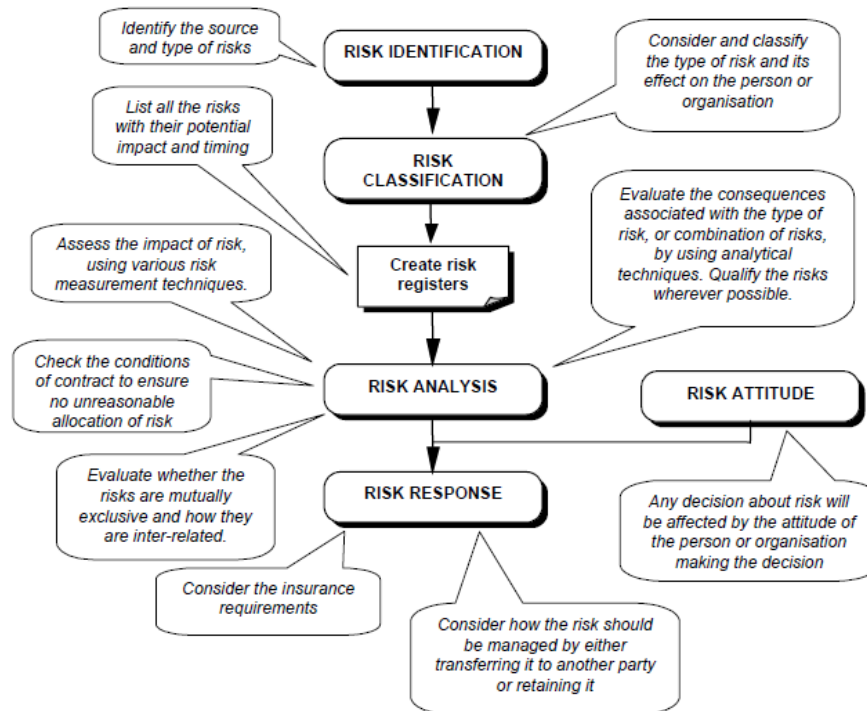 Identify the source
and type of risks
RISK IDENTIFICATION
Consider and classify
the type of risk and its
effect on the person or
organisation
List all the risks
with their potential
impact and timing
RISK
CLASSIFICATION
Evaluate the consequences
associated with the type of
risk, or combination of risks,
by using analytical
techniques. Qualify the risks
wherever possible.
Assess the impact of risk,
using various risk
measurement techniques.
Create risk
registers
Check the conditions
of contract to ensure
no unreasonable
allocation of risk
RISK ANALYSIS
RISK ATTITUDE
Evaluate whether the
risks are mutually
exclusive and how they
are inter-related.
RISK RESPONSE
Any decision about risk will
be affected by the attitude of
the person or organisation
making the decision
Consider the insurance
requirements
Consider how the risk should
be managed by either
transferring it to another party
or retaining it